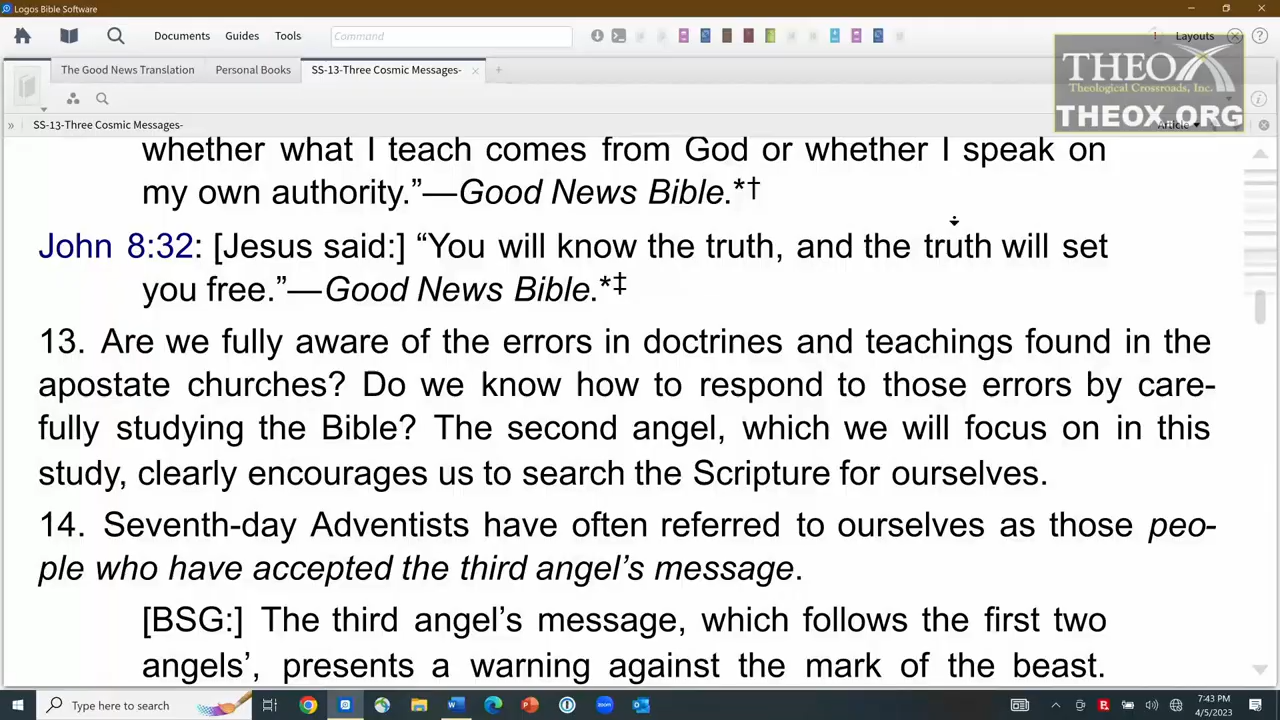 Logos Bible Software
Documents Guides Tools Command Layouts
The Good News Translation Personal Books SS-13-Three Cosmic Messages-
THEOX
Theological Crossroads, Inc.
THEOX.ORG
SS-13-Three Cosmic Messages- Article
whether what I teach comes from God or whether I speak on
my own authority.”—Good News Bible.*†
John 8:32: [Jesus said:] “You will know the truth, and the truth will set
you free.”—Good News Bible.*‡
13. Are we fully aware of the errors in doctrines and teachings found in the
apostate churches? Do we know how to respond to those errors by care-
fully studying the Bible? The second angel, which we will focus on in this
study, clearly encourages us to search the Scripture for ourselves.
14. Seventh-day Adventists have often referred to ourselves as those peo-
ple who have accepted the third angel’s message.
[BSG:] The third angel’s message, which follows the first two
angels’, presents a warning against the mark of the beast.
Type here to search
7:43 PM
4/5/2023